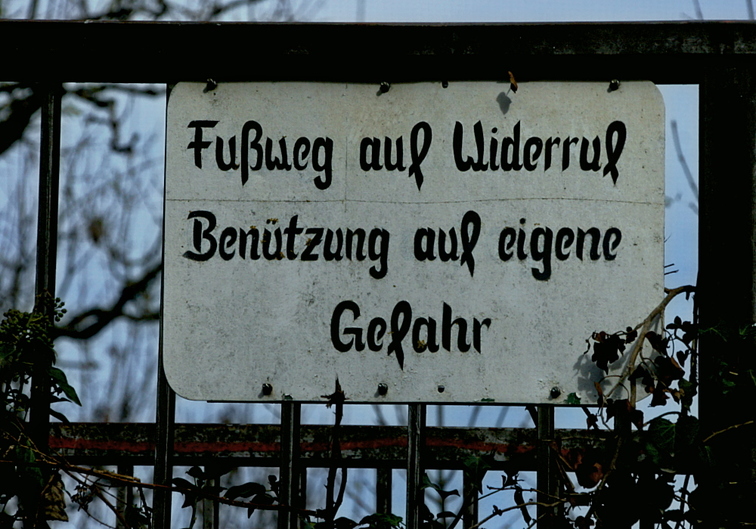 Fußweg auf Widerruf
Benützung auf eigene
Gefahr